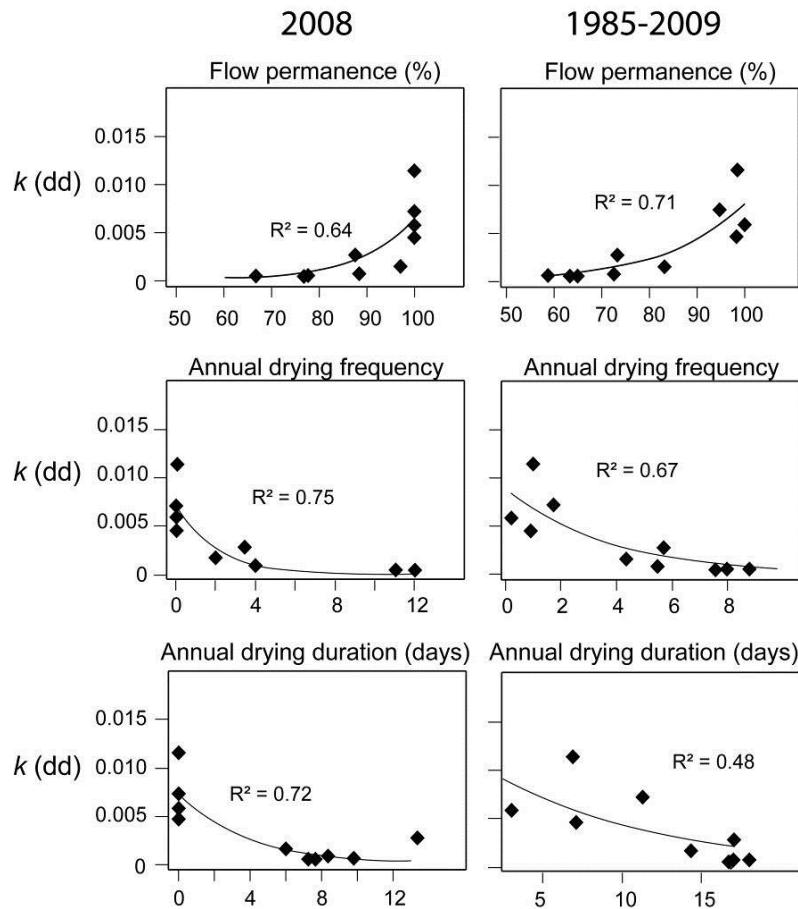 2008 1985-2009
Flow permanence (%) Flow permanence (%)
0.015
k (dd) 0.010
R² = 0.64 R² = 0.71
0.005
0
50 60 70 80 90 100 50 60 70 80 90 100
Annual drying frequency Annual drying frequency
0.015
k (dd) 0.010
R² = 0.75 R² = 0.67
0.005
0
0 4 8 12 0 2 4 6 8
Annual drying duration (days) Annual drying duration (days)
0.015
k (dd) 0.010
R² = 0.72 R² = 0.48
0.005
0
0 4 8 12 5 10 15